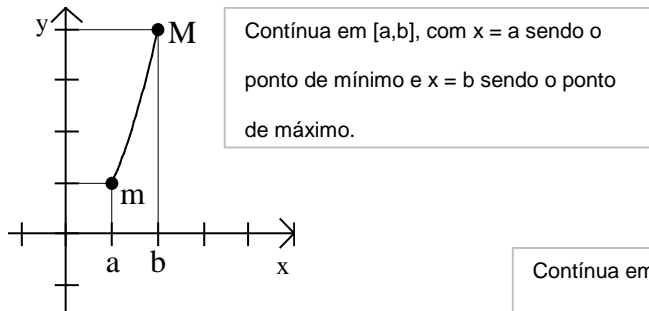 y
M
Contínua em [a,b], com x = a sendo o
ponto de mínimo e x = b sendo o ponto
de máximo.
m
a b x
Contínua em